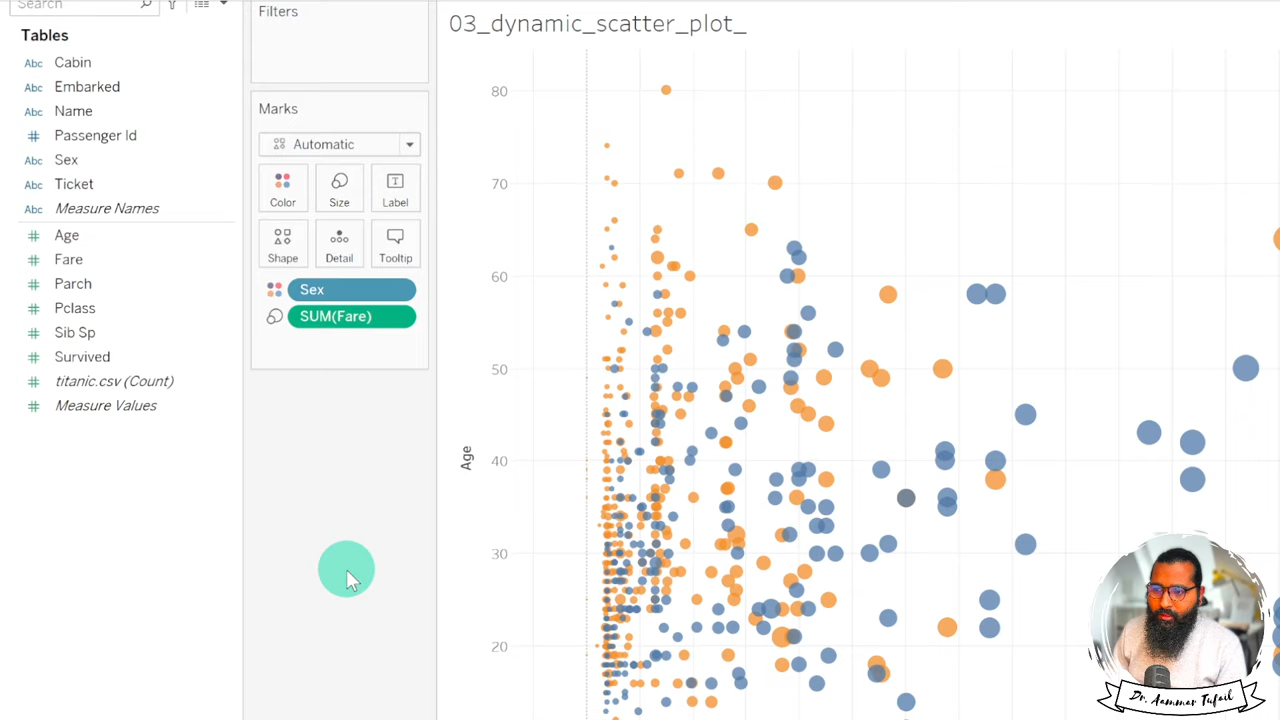 Search
Tables
Abc Cabin
Abc Embarked
Abc Name
# Passenger Id
Abc Sex
Abc Ticket
Abc Measure Names
# Age
# Fare
# Parch
# Pclass
# Sib Sp
# Survived
# titanic.csv (Count)
# Measure Values
Filters
Marks
Automatic
Color Size Label
Shape Detail Tooltip
Sex
SUM(Fare)
03_dynamic_scatter_plot_
80
70
60
50
40
30
20
Age
Dr. Aammar Tufail